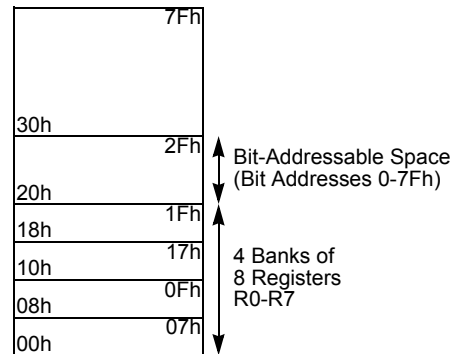 7Fh
30h
2Fh
Bit-Addressable Space
(Bit Addresses 0-7Fh)
20h
1Fh
18h
17h
4 Banks of
8 Registers
R0-R7
10h
0Fh
08h
07h
00h